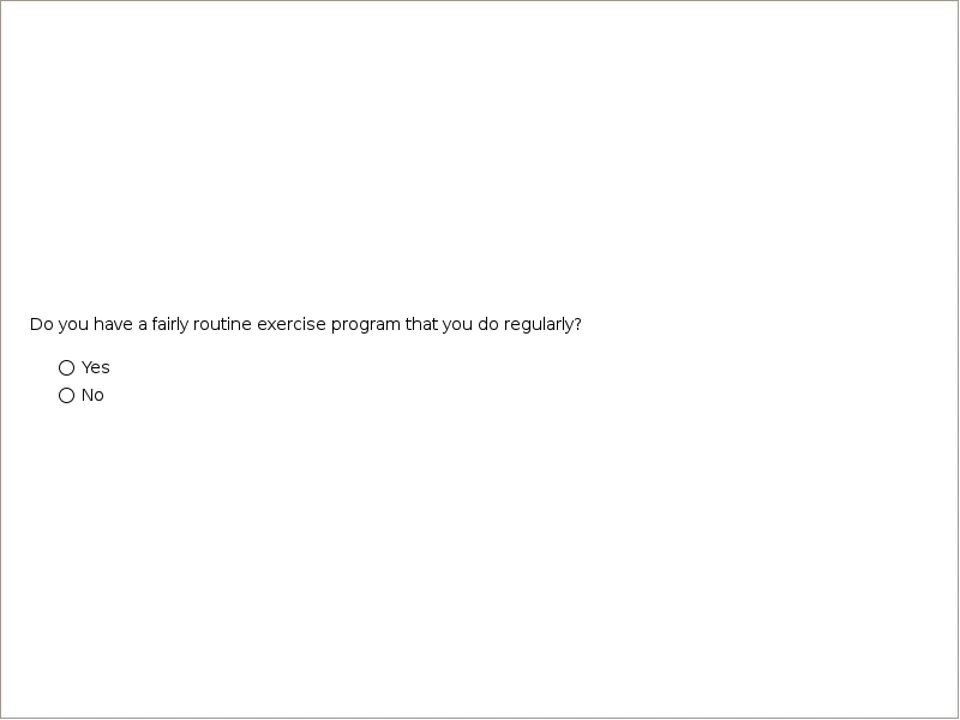 Do you have a fairly routine exercise program that you do regularly?
Yes
No